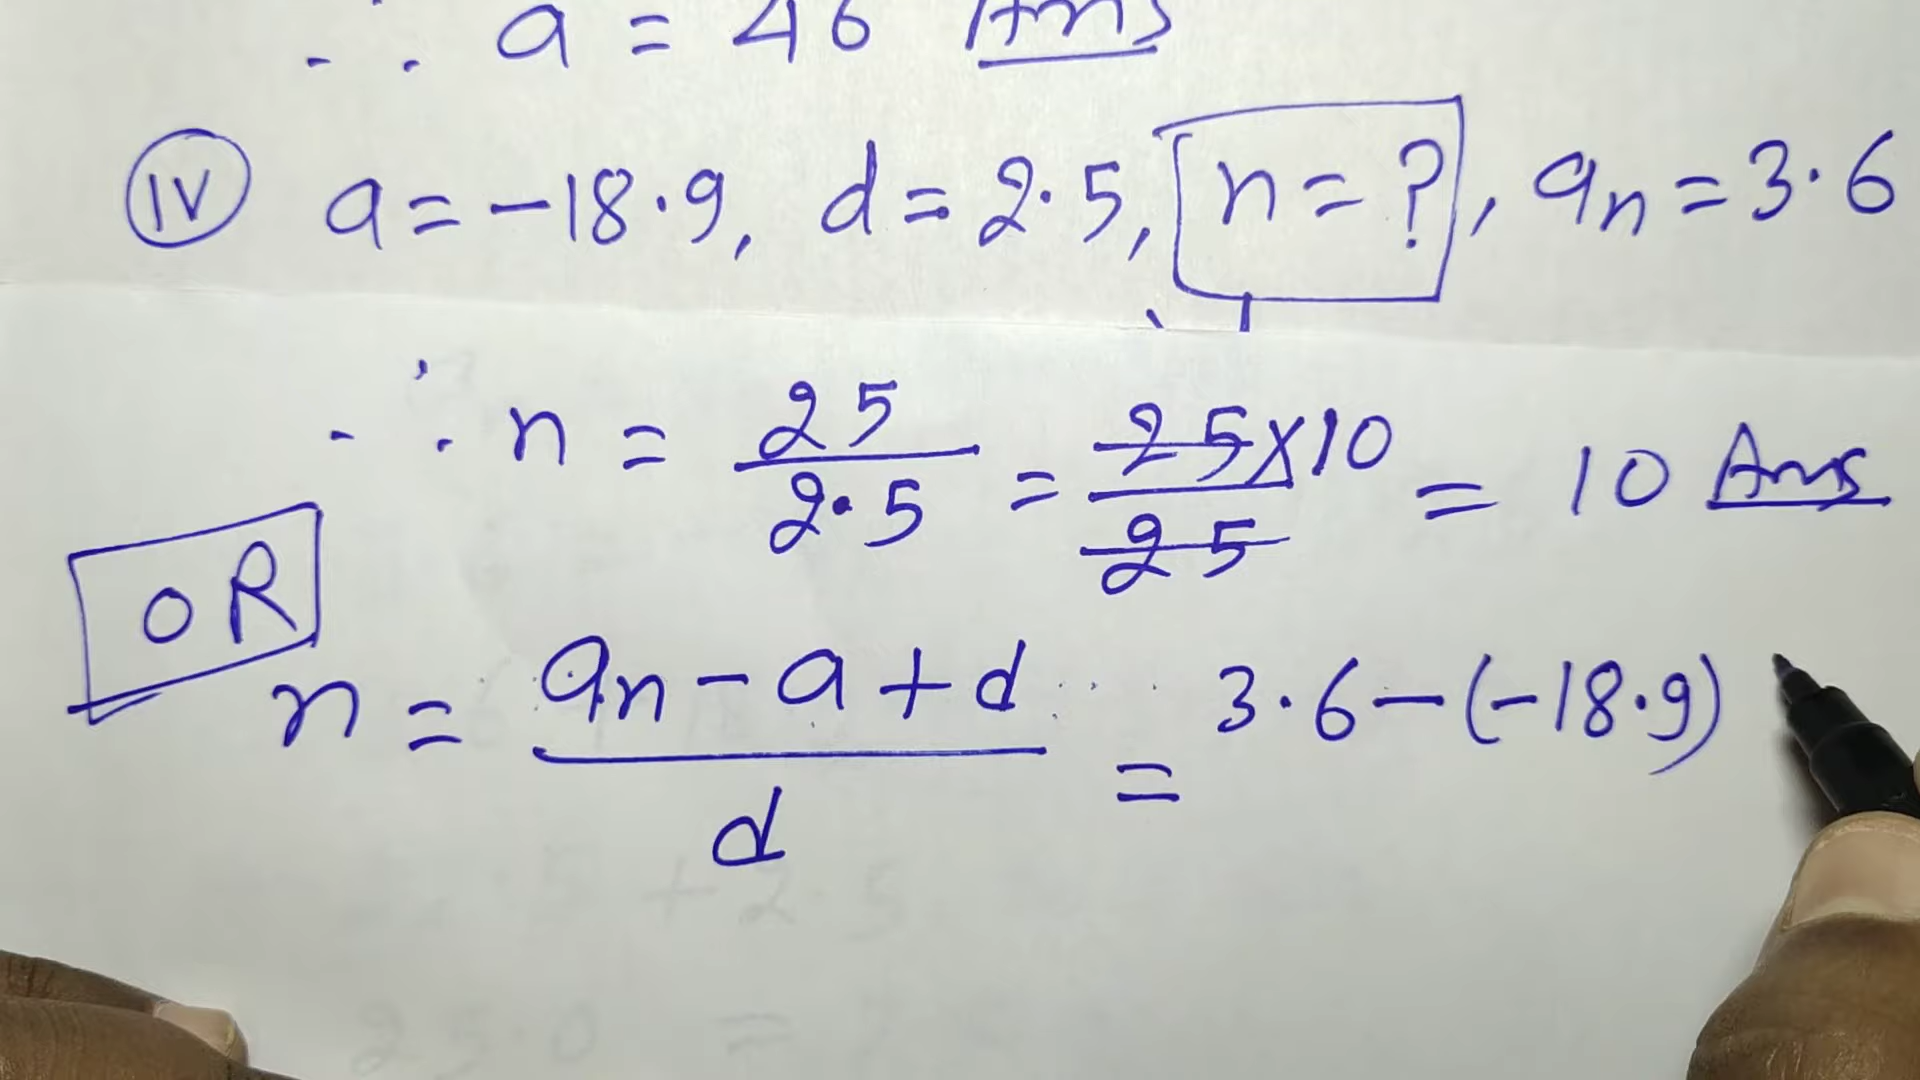 ∴ a = 46 Ans
(iv) a = -18.9, d = 2.5, n = ?, an = 3.6
∴ n = 25/2.5 = 25×10/25 = 10 Ans
OR
n = an - a + d / d = 3.6 - (-18.9)